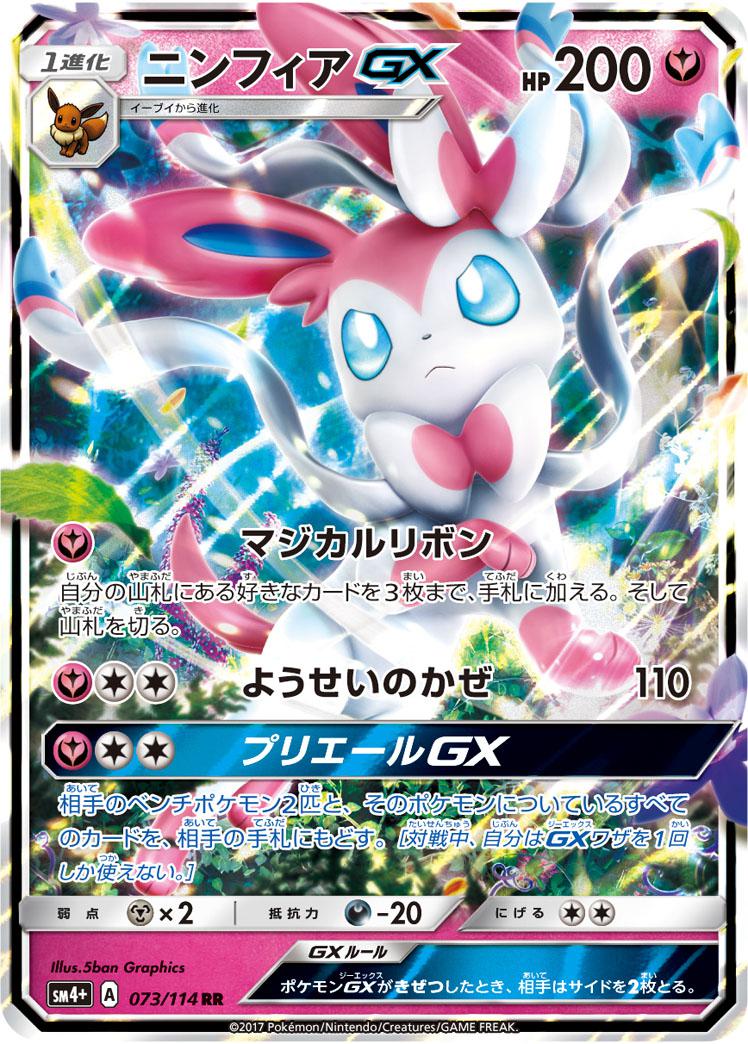 1進化
ニンフィアGX
HP200
イーブイから進化
マジカルリボン
自分の山札にある好きなカードを3枚まで、手札に加える。そして
山札を切る。
ようせいのかぜ 110
プリエールGX
相手のベンチポケモン2匹と、そのポケモンについているすべて
のカードを、相手の手札にもどす。[対戦中、自分はGXワザを1回
しか使えない。]
弱点 ×2 抵抗力 -20 にげる
GXルール
ポケモンGXがきぜつしたとき、相手はサイドを2枚とる。
Illus.5ban Graphics
SM4+ A 073/114 RR
©2017 Pokémon/Nintendo/Creatures/GAME FREAK.